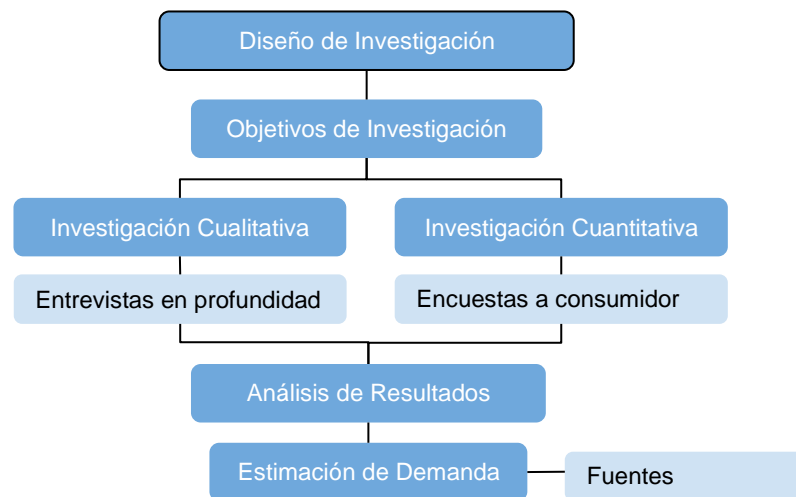 Diseño de Investigación
Objetivos de Investigación
Investigación Cualitativa
Investigación Cuantitativa
Entrevistas en profundidad
Encuestas a consumidor
Análisis de Resultados
Estimación de Demanda
Fuentes